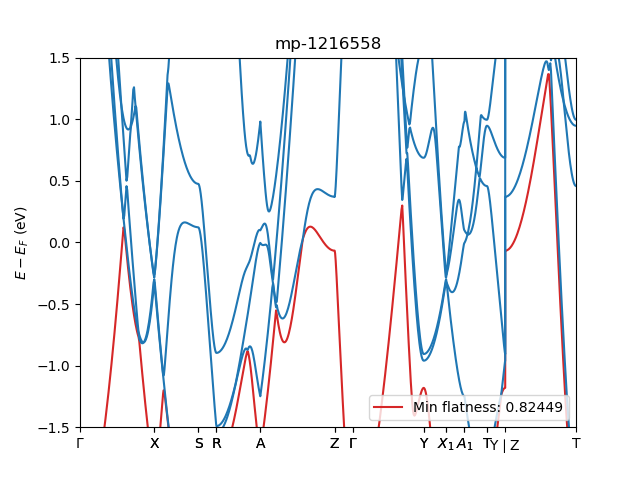 mp-1216558
E − E_F (eV)
1.5
1.0
0.5
0.0
−0.5
−1.0
−1.5
Min flatness: 0.82449
Γ X S R A Z Γ Y X₁ A₁ T Y | Z T